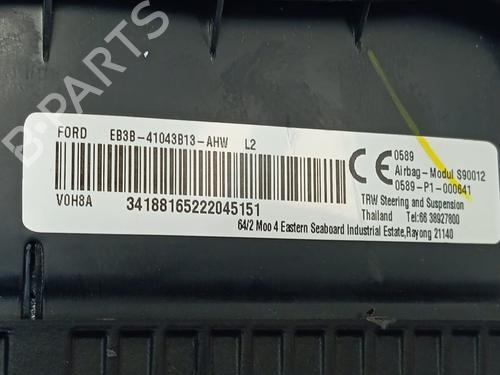 B-PARTS
FORD EB3B-41043B13-AHW L2
V0H8A 34188165222045151
CE 0589
Airbag-Modul S90012
0589-P1-000641
TRW Steering and Suspension
Thailand Tel:66 38927800
64/2 Moo 4 Eastern Seaboard Industrial Estate,Rayong 21140